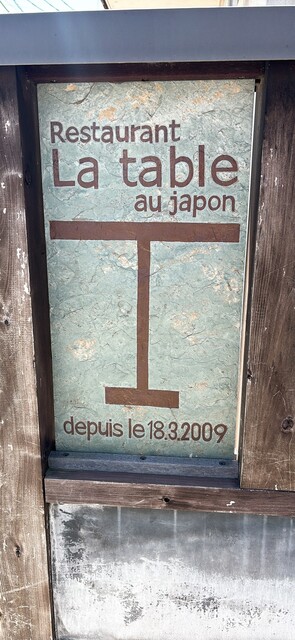 Restaurant
La table
au japon
depuis le 18.3.2009